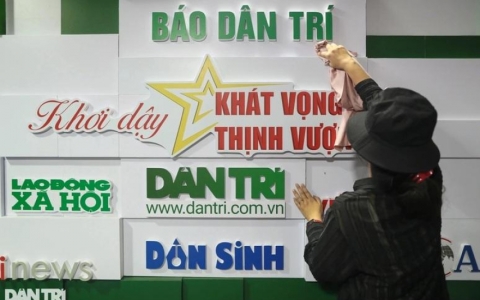 BÁO DÂN TRÍ
Khơi dậy
KHÁT VỌNG
THỊNH VƯỢ
LAO ĐỘNG
XÃ HỘI
DÂN TRÍ
www.dantri.com.vn
DÂN SINH
news
DÂN TRÍ